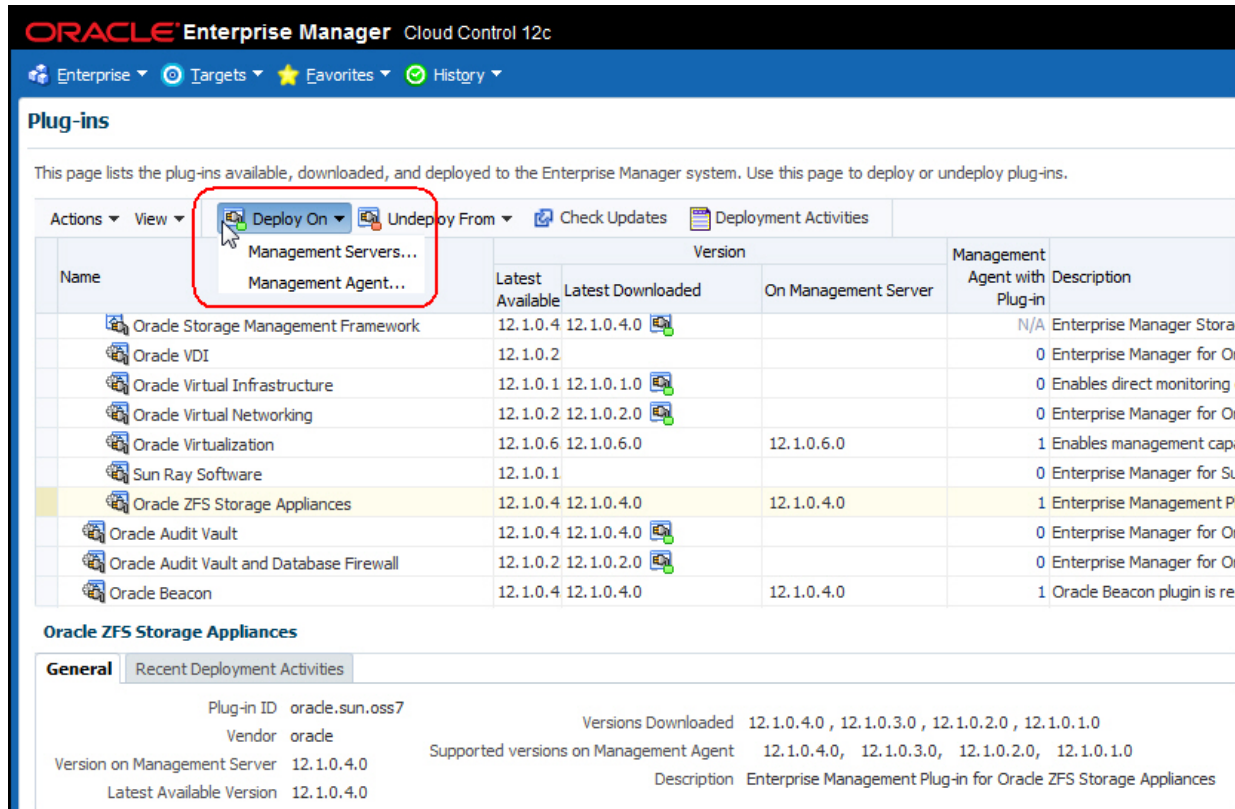 ORACLE Enterprise Manager Cloud Control 12c
Enterprise Targets Favorites History
Plug-ins
This page lists the plug-ins available, downloaded, and deployed to the Enterprise Manager system. Use this page to deploy or undeploy plug-ins.
Actions View Deploy On Undeploy From Check Updates Deployment Activities
Management Servers...
Management Agent...
Name
Version
Latest Available
Latest Downloaded
On Management Server
Management Agent with Plug-in
Description
Oracle Storage Management Framework 12.1.0.4 12.1.0.4.0 N/A Enterprise Manager Stora
Oracle VDI 12.1.0.2 0 Enterprise Manager for O
Oracle Virtual Infrastructure 12.1.0.1 12.1.0.1.0 0 Enables direct monitoring
Oracle Virtual Networking 12.1.0.2 12.1.0.2.0 0 Enterprise Manager for O
Oracle Virtualization 12.1.0.6 12.1.0.6.0 12.1.0.6.0 1 Enables management capa
Sun Ray Software 12.1.0.1 0 Enterprise Manager for Su
Oracle ZFS Storage Appliances 12.1.0.4 12.1.0.4.0 12.1.0.4.0 1 Enterprise Management P
Oracle Audit Vault 12.1.0.4 12.1.0.4.0 0 Enterprise Manager for O
Oracle Audit Vault and Database Firewall 12.1.0.2 12.1.0.2.0 0 Enterprise Manager for O
Oracle Beacon 12.1.0.4 12.1.0.4.0 12.1.0.4.0 1 Oracle Beacon plugin is re
Oracle ZFS Storage Appliances
General Recent Deployment Activities
Plug-in ID oracle.sun.oss7
Vendor oracle
Version on Management Server 12.1.0.4.0
Latest Available Version 12.1.0.4.0
Versions Downloaded 12.1.0.4.0 , 12.1.0.3.0 , 12.1.0.2.0 , 12.1.0.1.0
Supported versions on Management Agent 12.1.0.4.0, 12.1.0.3.0, 12.1.0.2.0, 12.1.0.1.0
Description Enterprise Management Plug-in for Oracle ZFS Storage Appliances